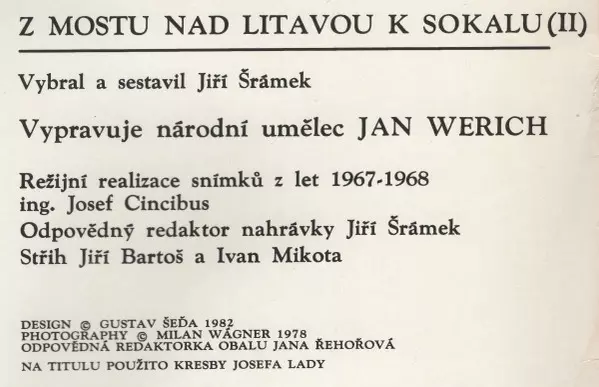 Z MOSTU NAD LITAVOU K SOKALU (II)
Vybral a sestavil Jiří Šrámek
Vypravuje národní umělec JAN WERICH
Režijní realizace snímků z let 1967-1968
ing. Josef Cincibus
Odpovědný redaktor nahrávky Jiří Šrámek
Střih Jiří Bartoš a Ivan Mikota
DESIGN © GUSTAV ŠEĎA 1982
PHOTOGRAPHY © MILAN WÁGNER 1978
ODPOVĚDNÁ REDAKTORKA OBALU JANA ŘEHOŘOVÁ
NA TITULU POUŽITO KRESBY JOSEFA LADY